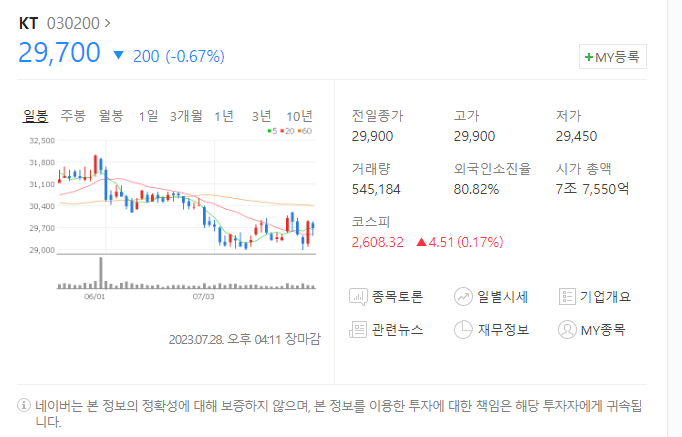 KT 030200 >
29,700 ▼ 200 (-0.67%)
+MY등록
일봉 주봉 월봉 1일 3개월 1년 3년 10년
●5 ●20 ●60
32,500
31,800
31,100
30,400
29,700
29,000
06/01 07/03
2023.07.28. 오후 04:11 장마감
전일종가 고가 저가
29,900 29,900 29,450
거래량 외국인소진율 시가 총액
545,184 80.82% 7조 7,550억
코스피
2,608.32 ▲4.51 (0.17%)
종목토론 일별시세 기업개요
관련뉴스 재무정보 MY종목
네이버는 본 정보의 정확성에 대해 보증하지 않으며, 본 정보를 이용한 투자에 대한 책임은 해당 투자자에게 귀속됩
니다.